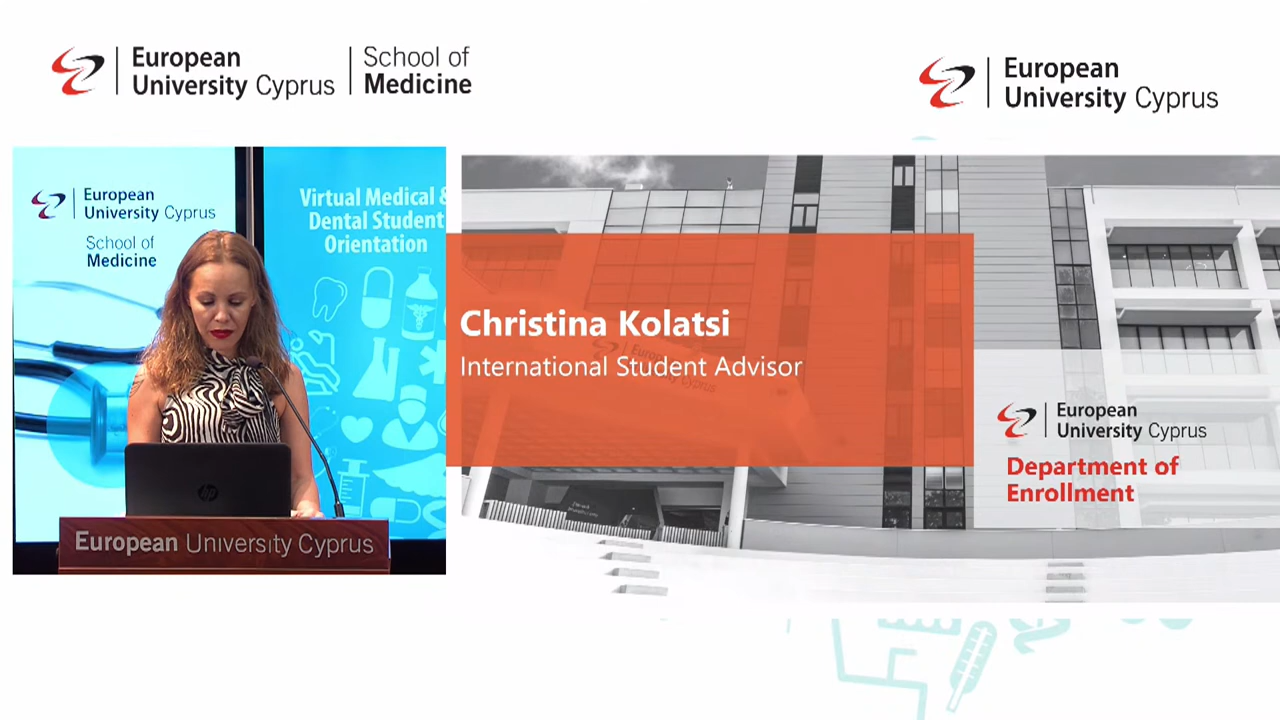 European
University Cyprus
School of
Medicine
European
University Cyprus
European
University Cyprus
School of
Medicine
Virtual Medical &
Dental Student
Orientation
hp
European University Cyprus
Christina Kolatsi
International Student Advisor
European
University Cyprus
Department of
Enrollment